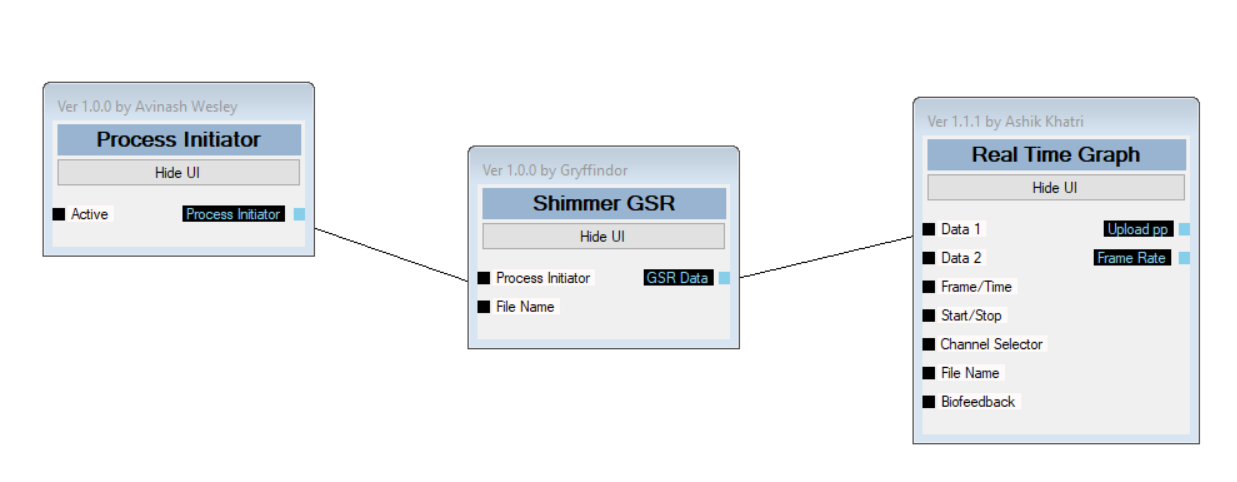 Ver 1.0.0 by Avinash Wesley
Process Initiator
Hide UI
Active Process Initiator
Ver 1.0.0 by Gryffindor
Shimmer GSR
Hide UI
Process Initiator GSR Data
File Name
Ver 1.1.1 by Ashik Khatri
Real Time Graph
Hide UI
Data 1 Upload pp
Data 2 Frame Rate
Frame/Time
Start/Stop
Channel Selector
File Name
Biofeedback